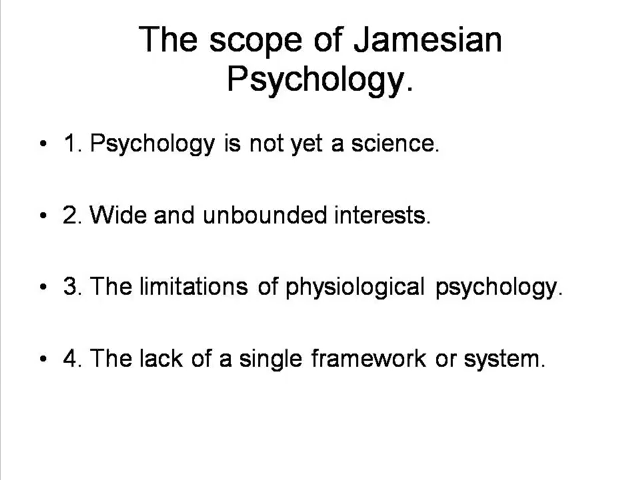 The scope of Jamesian
Psychology.
• 1. Psychology is not yet a science.
• 2. Wide and unbounded interests.
• 3. The limitations of physiological psychology.
• 4. The lack of a single framework or system.